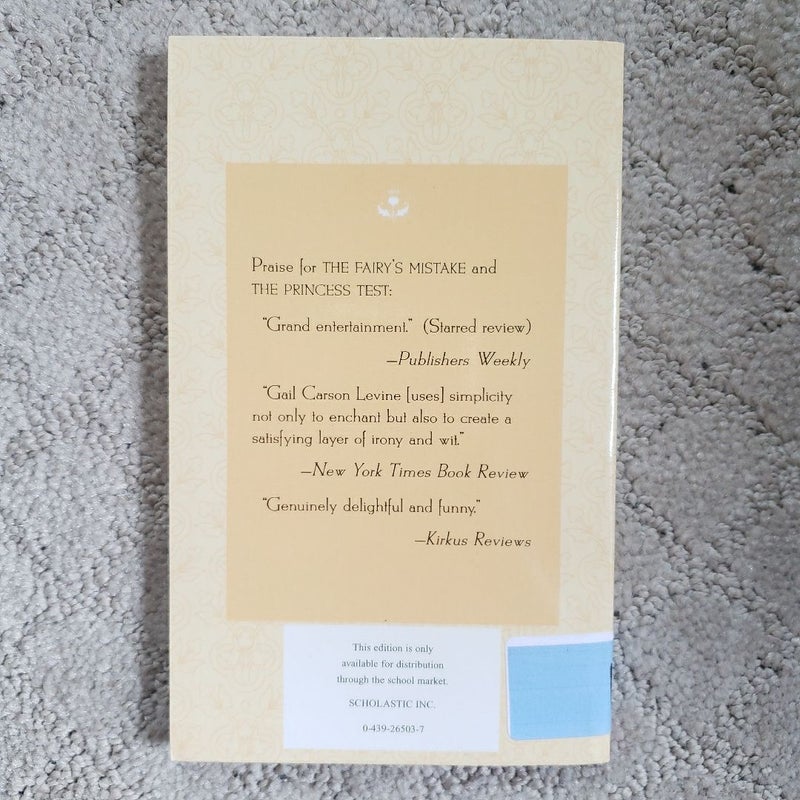 Praise for THE FAIRY'S MISTAKE and
THE PRINCESS TEST:
"Grand entertainment." (Starred review)
—Publishers Weekly
"Gail Carson Levine [uses] simplicity
not only to enchant but also to create a
satisfying layer of irony and wit."
—New York Times Book Review
"Genuinely delightful and funny."
—Kirkus Reviews
This edition is only
available for distribution
through the school market.
SCHOLASTIC INC.
0-439-26503-7